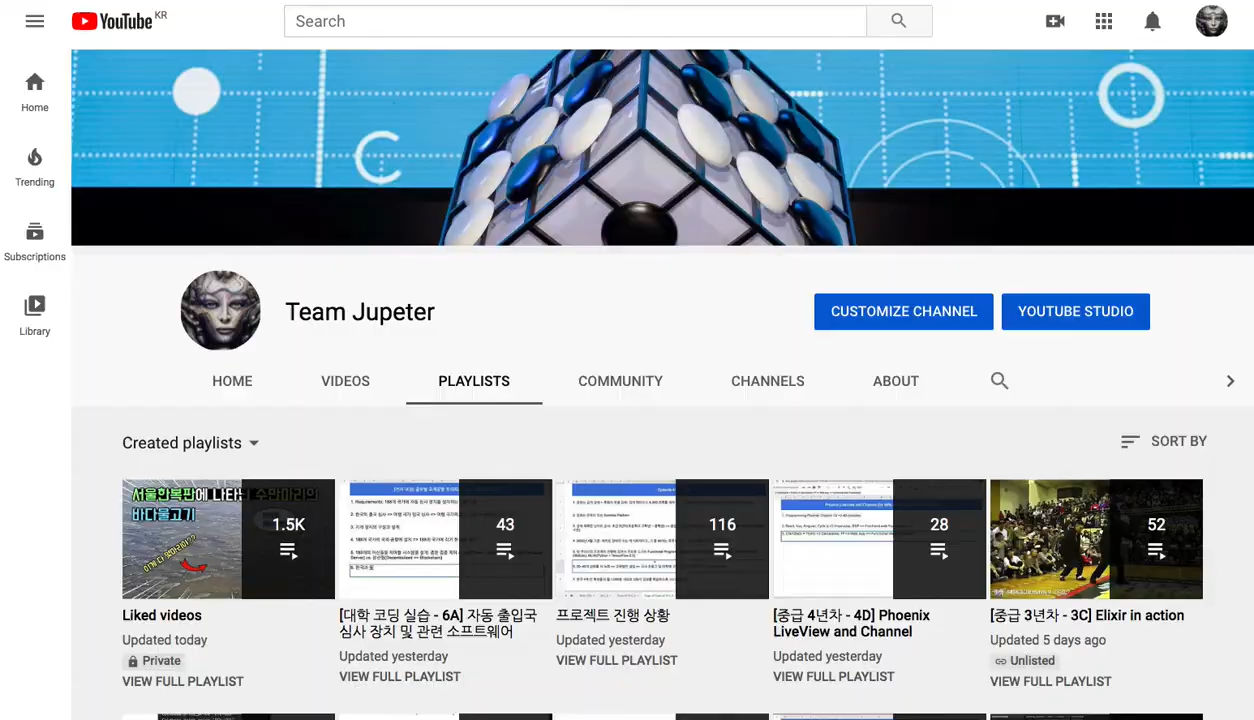 YouTube KR
Search
Home
Trending
Subscriptions
Library
Team Jupeter
CUSTOMIZE CHANNEL
YOUTUBE STUDIO
HOME
VIDEOS
PLAYLISTS
COMMUNITY
CHANNELS
ABOUT
Created playlists
SORT BY
서울한복판에 나타난
바다물고기
1.5K
43
116
28
52
Liked videos
Updated today
Private
VIEW FULL PLAYLIST
[대학 코딩 실습 - 6A] 자동 출입국
심사 장치 및 관련 소프트웨어
Updated yesterday
VIEW FULL PLAYLIST
프로젝트 진행 상황
Updated yesterday
VIEW FULL PLAYLIST
[중급 4년차 - 4D] Phoenix
LiveView and Channel
Updated yesterday
VIEW FULL PLAYLIST
[중급 3년차 - 3C] Elixir in action
Updated 5 days ago
Unlisted
VIEW FULL PLAYLIST